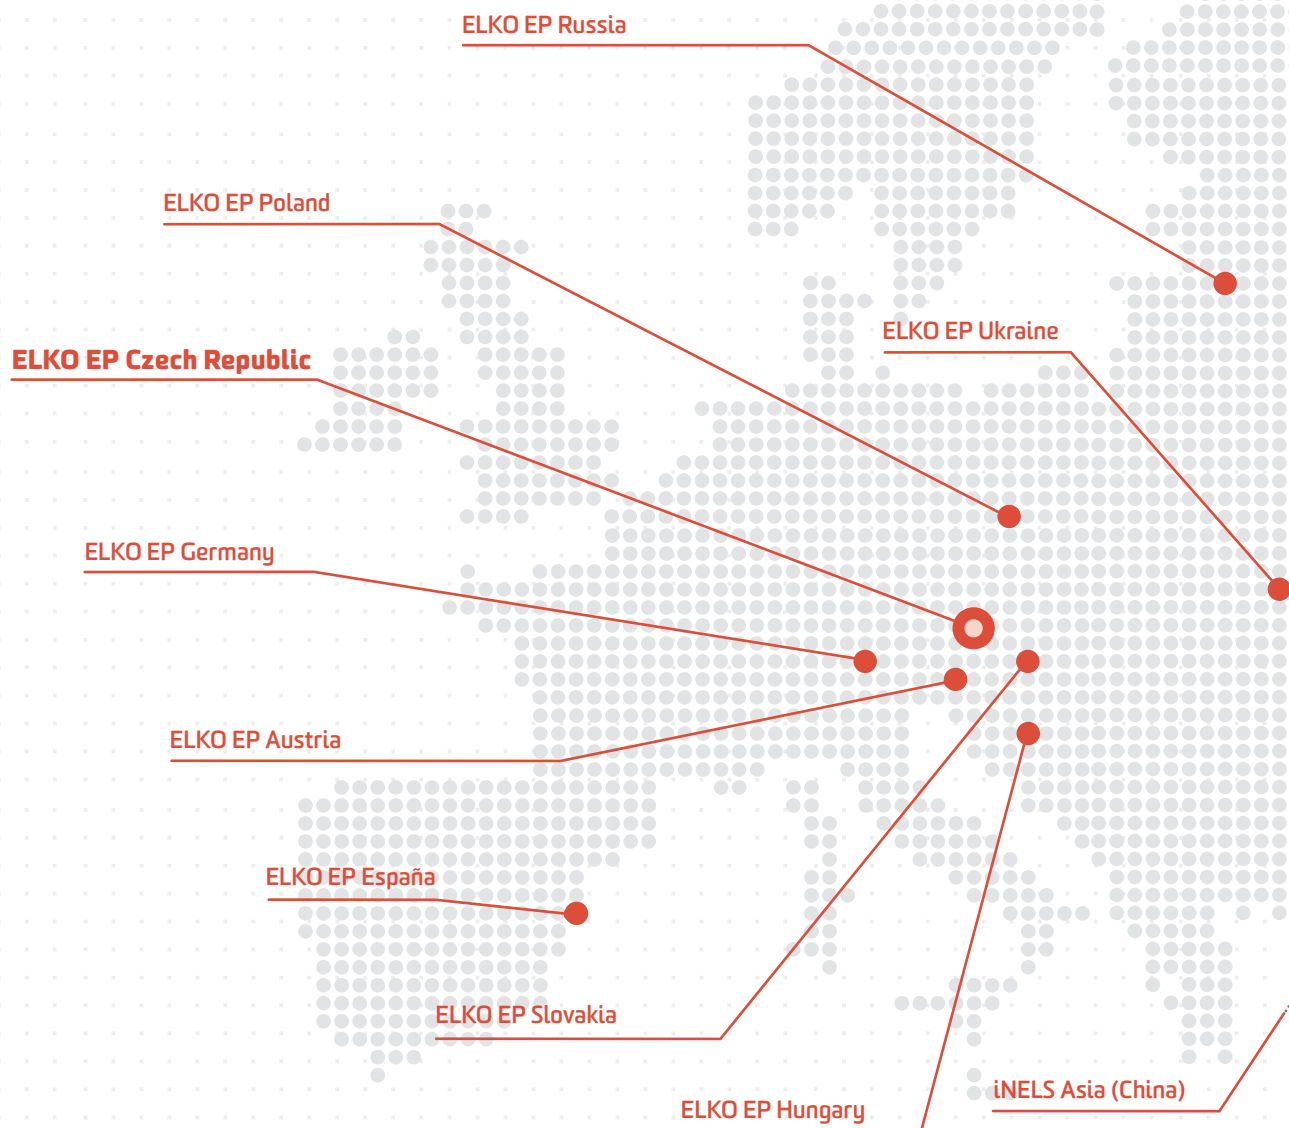 ELKO EP Russia
ELKO EP Poland
ELKO EP Ukraine
ELKO EP Czech Republic
ELKO EP Germany
ELKO EP Austria
ELKO EP España
ELKO EP Slovakia
iNELS Asia (China)
ELKO EP Hungary